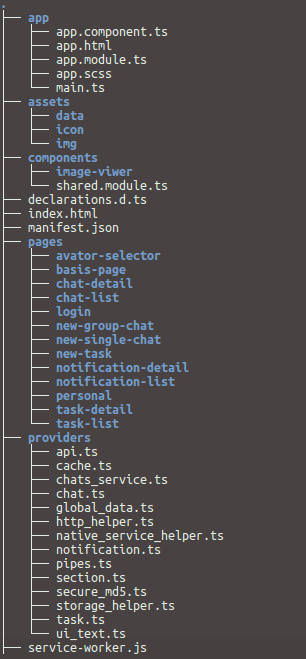 .
├── app
│   ├── app.component.ts
│   ├── app.html
│   ├── app.module.ts
│   ├── app.scss
│   └── main.ts
├── assets
│   ├── data
│   ├── icon
│   └── img
├── components
│   ├── image-viwer
│   └── shared.module.ts
├── declarations.d.ts
├── index.html
├── manifest.json
├── pages
│   ├── avator-selector
│   ├── basis-page
│   ├── chat-detail
│   ├── chat-list
│   ├── login
│   ├── new-group-chat
│   ├── new-single-chat
│   ├── new-task
│   ├── notification-detail
│   ├── notification-list
│   ├── personal
│   ├── task-detail
│   └── task-list
├── providers
│   ├── api.ts
│   ├── cache.ts
│   ├── chats_service.ts
│   ├── chat.ts
│   ├── global_data.ts
│   ├── http_helper.ts
│   ├── native_service_helper.ts
│   ├── notification.ts
│   ├── pipes.ts
│   ├── section.ts
│   ├── secure_md5.ts
│   ├── storage_helper.ts
│   ├── task.ts
│   └── ui_text.ts
├── service-worker.js